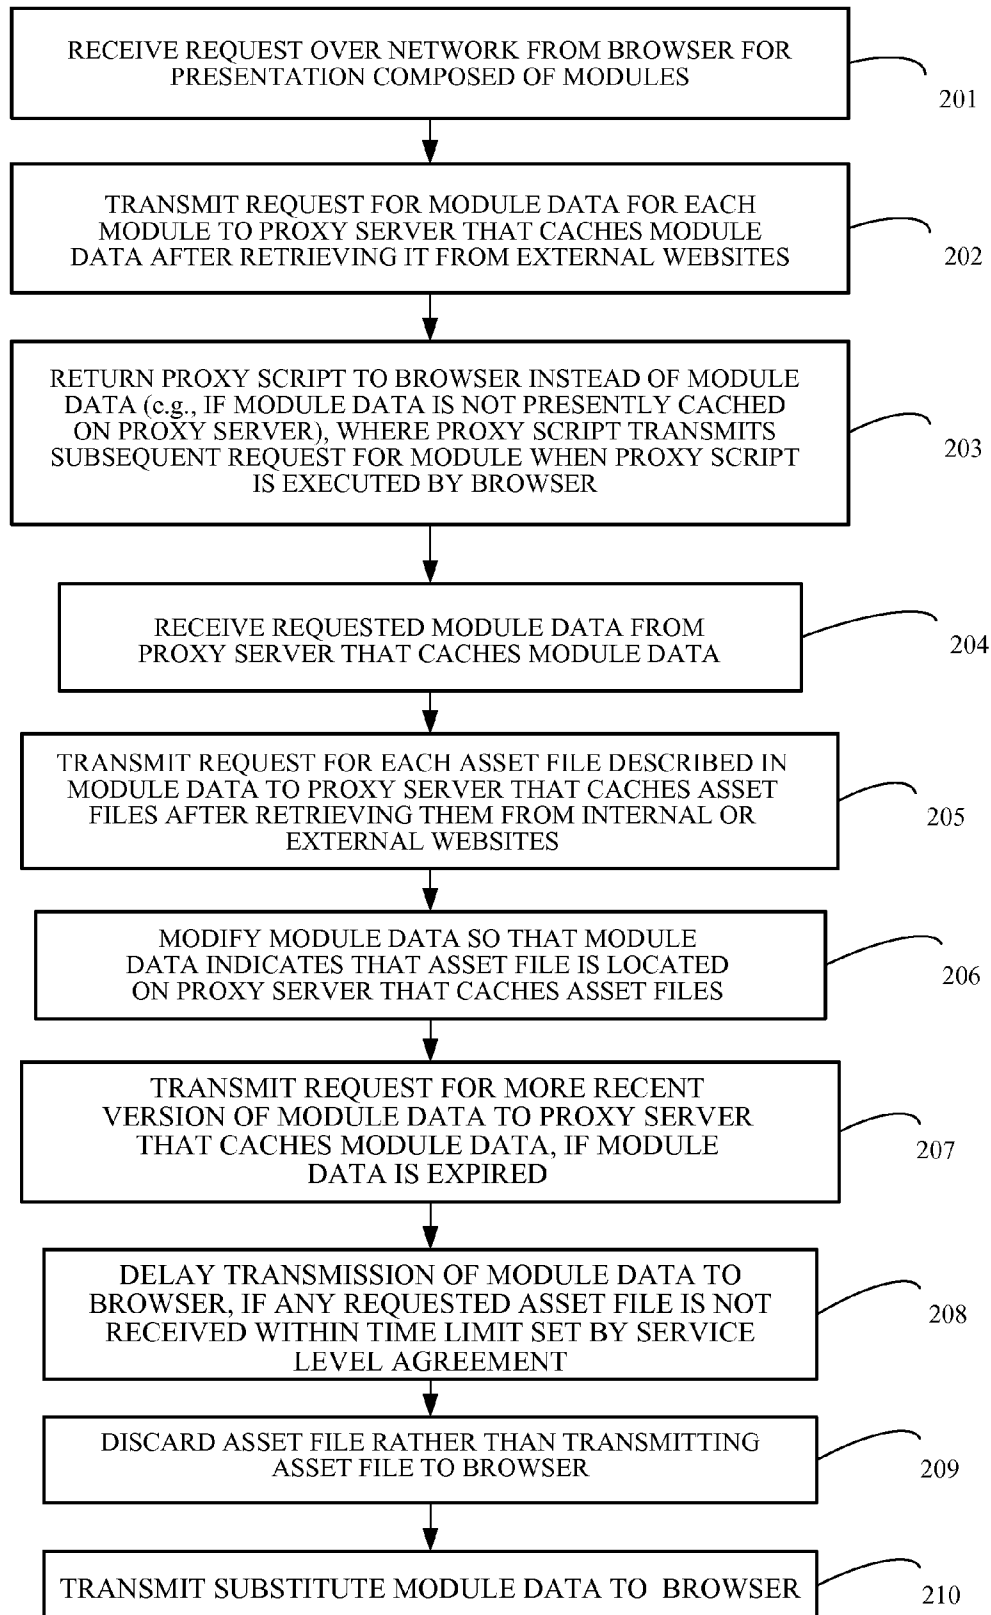 RECEIVE REQUEST OVER NETWORK FROM BROWSER FOR
PRESENTATION COMPOSED OF MODULES
201
TRANSMIT REQUEST FOR MODULE DATA FOR EACH
MODULE TO PROXY SERVER THAT CACHES MODULE
DATA AFTER RETRIEVING IT FROM EXTERNAL WEBSITES
202
RETURN PROXY SCRIPT TO BROWSER INSTEAD OF MODULE
DATA (e.g., IF MODULE DATA IS NOT PRESENTLY CACHED
ON PROXY SERVER), WHERE PROXY SCRIPT TRANSMITS
SUBSEQUENT REQUEST FOR MODULE WHEN PROXY SCRIPT
IS EXECUTED BY BROWSER
203
RECEIVE REQUESTED MODULE DATA FROM
PROXY SERVER THAT CACHES MODULE DATA
204
TRANSMIT REQUEST FOR EACH ASSET FILE DESCRIBED IN
MODULE DATA TO PROXY SERVER THAT CACHES ASSET
FILES AFTER RETRIEVING THEM FROM INTERNAL OR
EXTERNAL WEBSITES
205
MODIFY MODULE DATA SO THAT MODULE
DATA INDICATES THAT ASSET FILE IS LOCATED
ON PROXY SERVER THAT CACHES ASSET FILES
206
TRANSMIT REQUEST FOR MORE RECENT
VERSION OF MODULE DATA TO PROXY SERVER
THAT CACHES MODULE DATA, IF MODULE
DATA IS EXPIRED
207
DELAY TRANSMISSION OF MODULE DATA TO
BROWSER, IF ANY REQUESTED ASSET FILE IS NOT
RECEIVED WITHIN TIME LIMIT SET BY SERVICE
LEVEL AGREEMENT
208
DISCARD ASSET FILE RATHER THAN TRANSMITTING
ASSET FILE TO BROWSER
209
TRANSMIT SUBSTITUTE MODULE DATA TO BROWSER
210